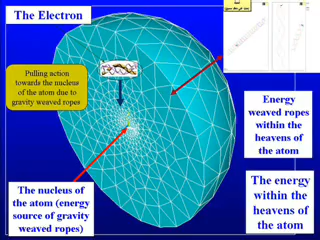 The Electron
Pulling action
towards the nucleus
of the atom due to
gravity weaved ropes
Energy
weaved ropes
within the
heavens of
the atom
The nucleus of
the atom (energy
source of gravity
weaved ropes)
The energy
within the
heavens of
the atom